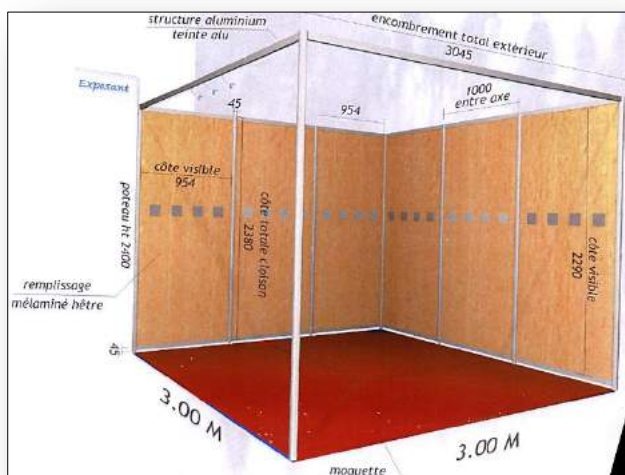 structure aluminium
teinte alu
encombrement total extérieur
3045
Exposant
45
954
1000
entre axe
côte visible
954
poteau ht 2400
côte totale cloison
2380
côte visible
2290
remplissage
mélaminé hêtre
45
3.00 M
3.00 M
moquette